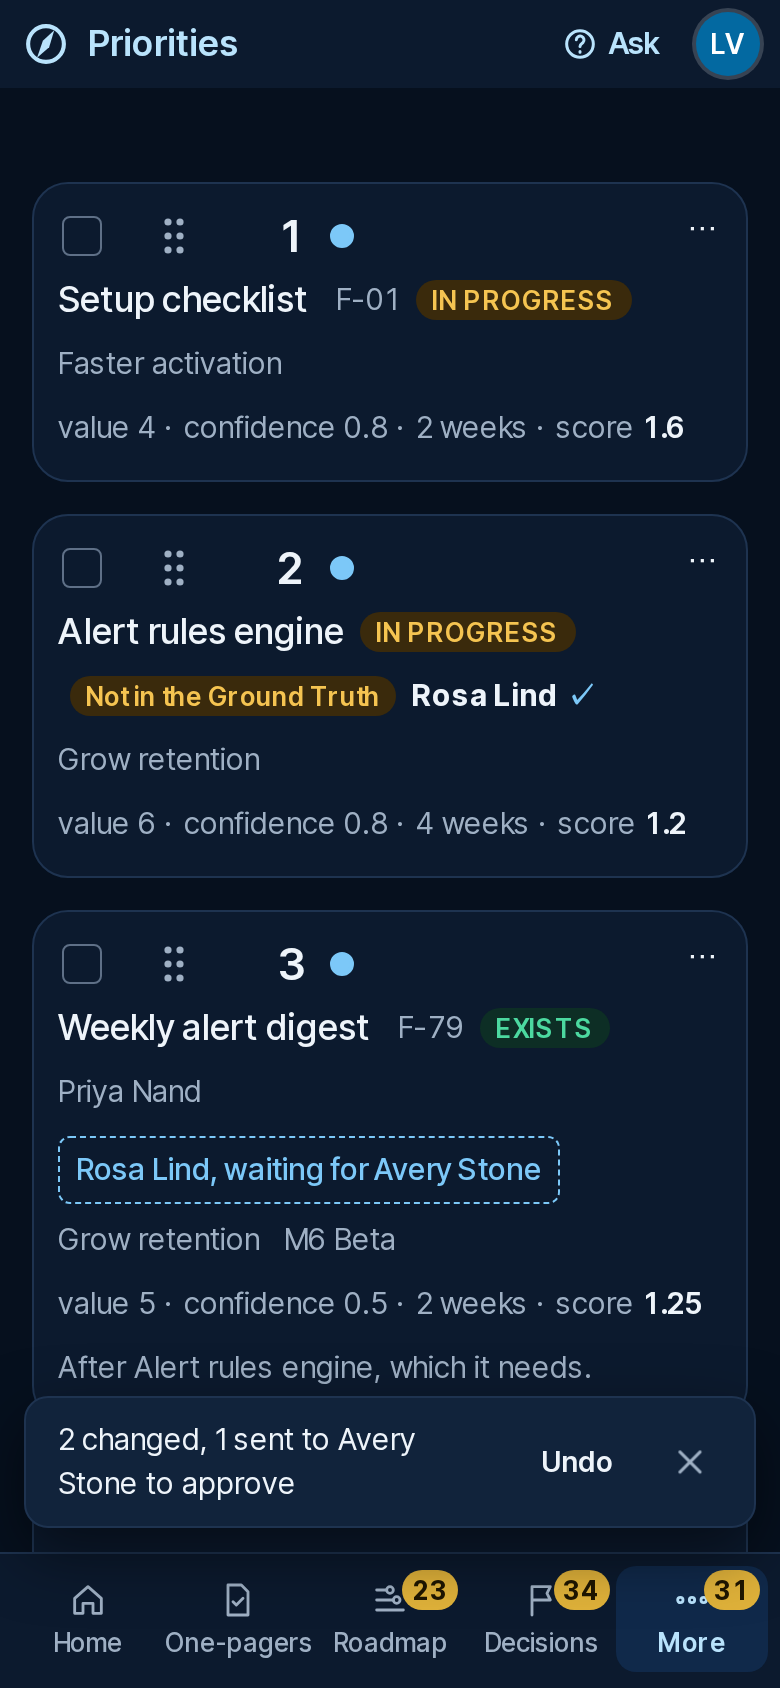 Priorities
Ask
LV
1
...
Setup checklist F-01 IN PROGRESS
Faster activation
value 4 · confidence 0.8 · 2 weeks · score 1.6
2
...
Alert rules engine IN PROGRESS
Not in the Ground Truth Rosa Lind ✓
Grow retention
value 6 · confidence 0.8 · 4 weeks · score 1.2
3
...
Weekly alert digest F-79 EXISTS
Priya Nand
Rosa Lind, waiting for Avery Stone
Grow retention M6 Beta
value 5 · confidence 0.5 · 2 weeks · score 1.25
After Alert rules engine, which it needs.
2 changed, 1 sent to Avery
Stone to approve
Undo
23
34
31
Home
One-pagers
Roadmap
Decisions
More